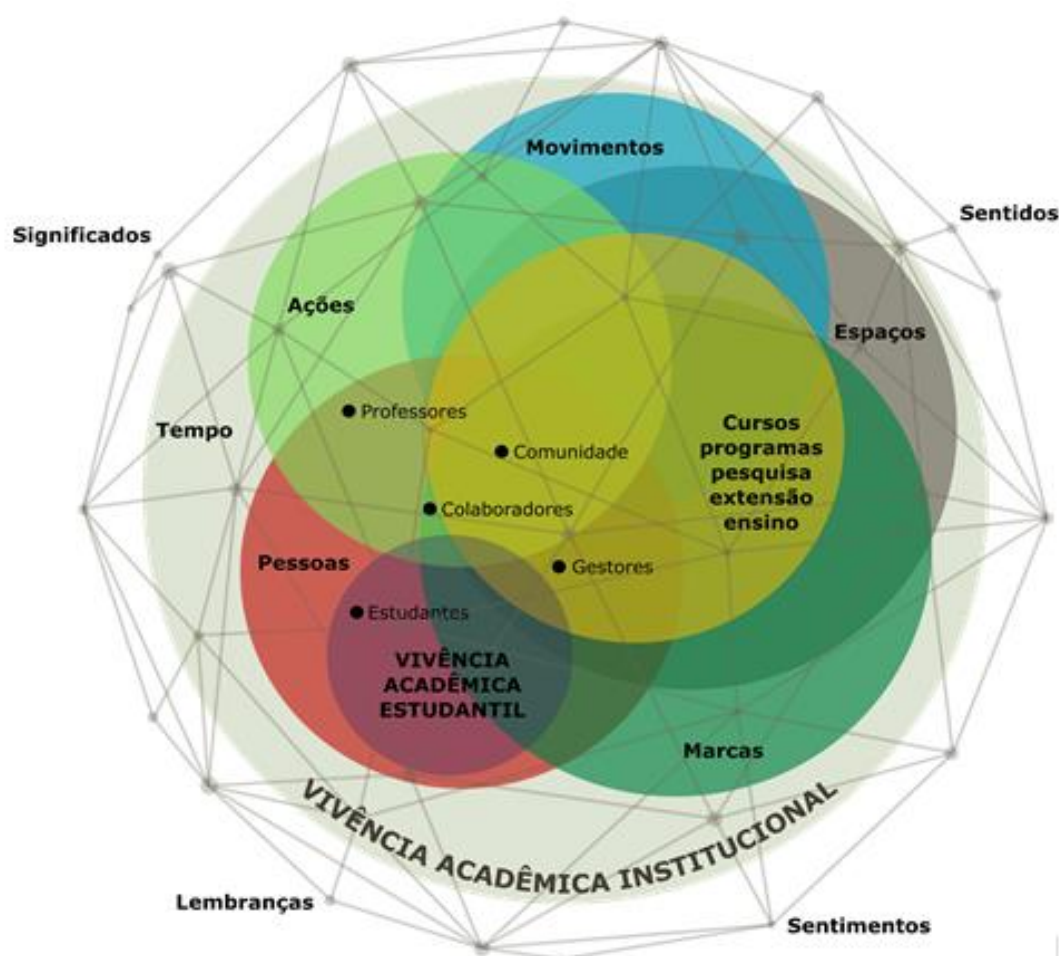 Movimentos
Sentidos
Significados
Ações
Espaços
Professores
Tempo
Cursos
programas
pesquisa
extensão
ensino
Comunidade
Colaboradores
Pessoas
Gestores
Estudantes
VIVÊNCIA
ACADÊMICA
ESTUDANTIL
Marcas
VIVÊNCIA ACADÊMICA INSTITUCIONAL
Lembranças
Sentimentos